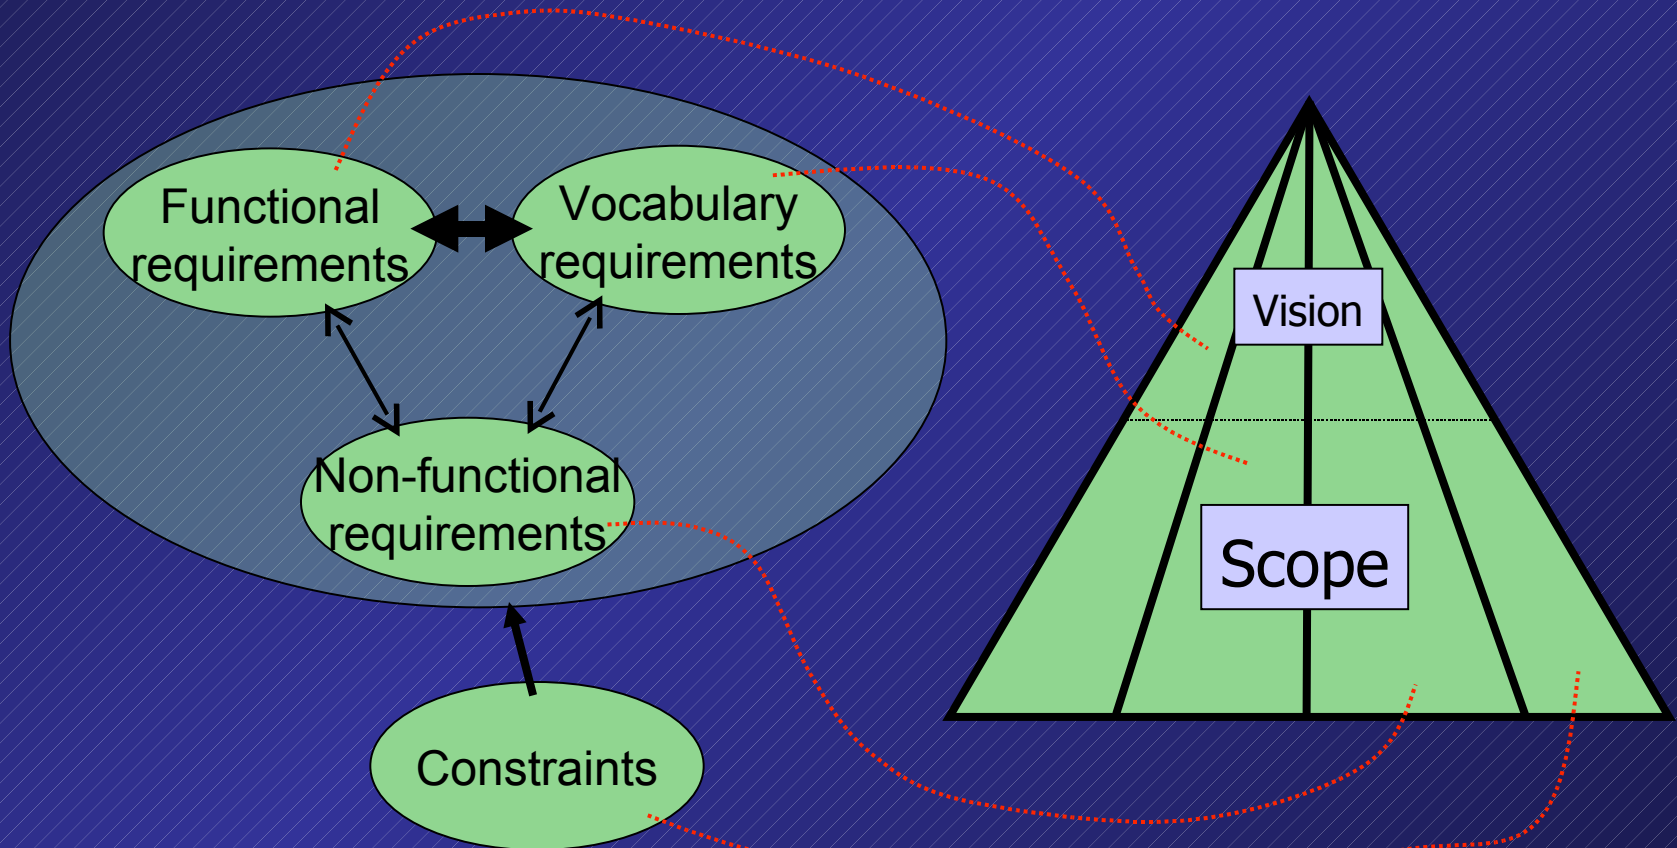 Functional
requirements
Vocabulary
requirements
Non-functional
requirements
Constraints
Vision
Scope